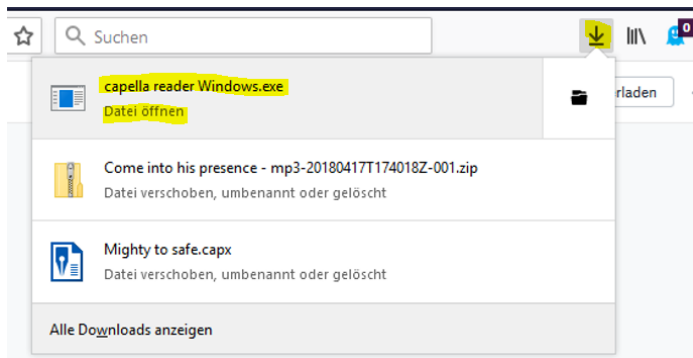 Suchen
0
rladen
capella reader Windows.exe
Datei öffnen
Come into his presence - mp3-20180417T174018Z-001.zip
Datei verschoben, umbenannt oder gelöscht
Mighty to safe.capx
Datei verschoben, umbenannt oder gelöscht
Alle Downloads anzeigen